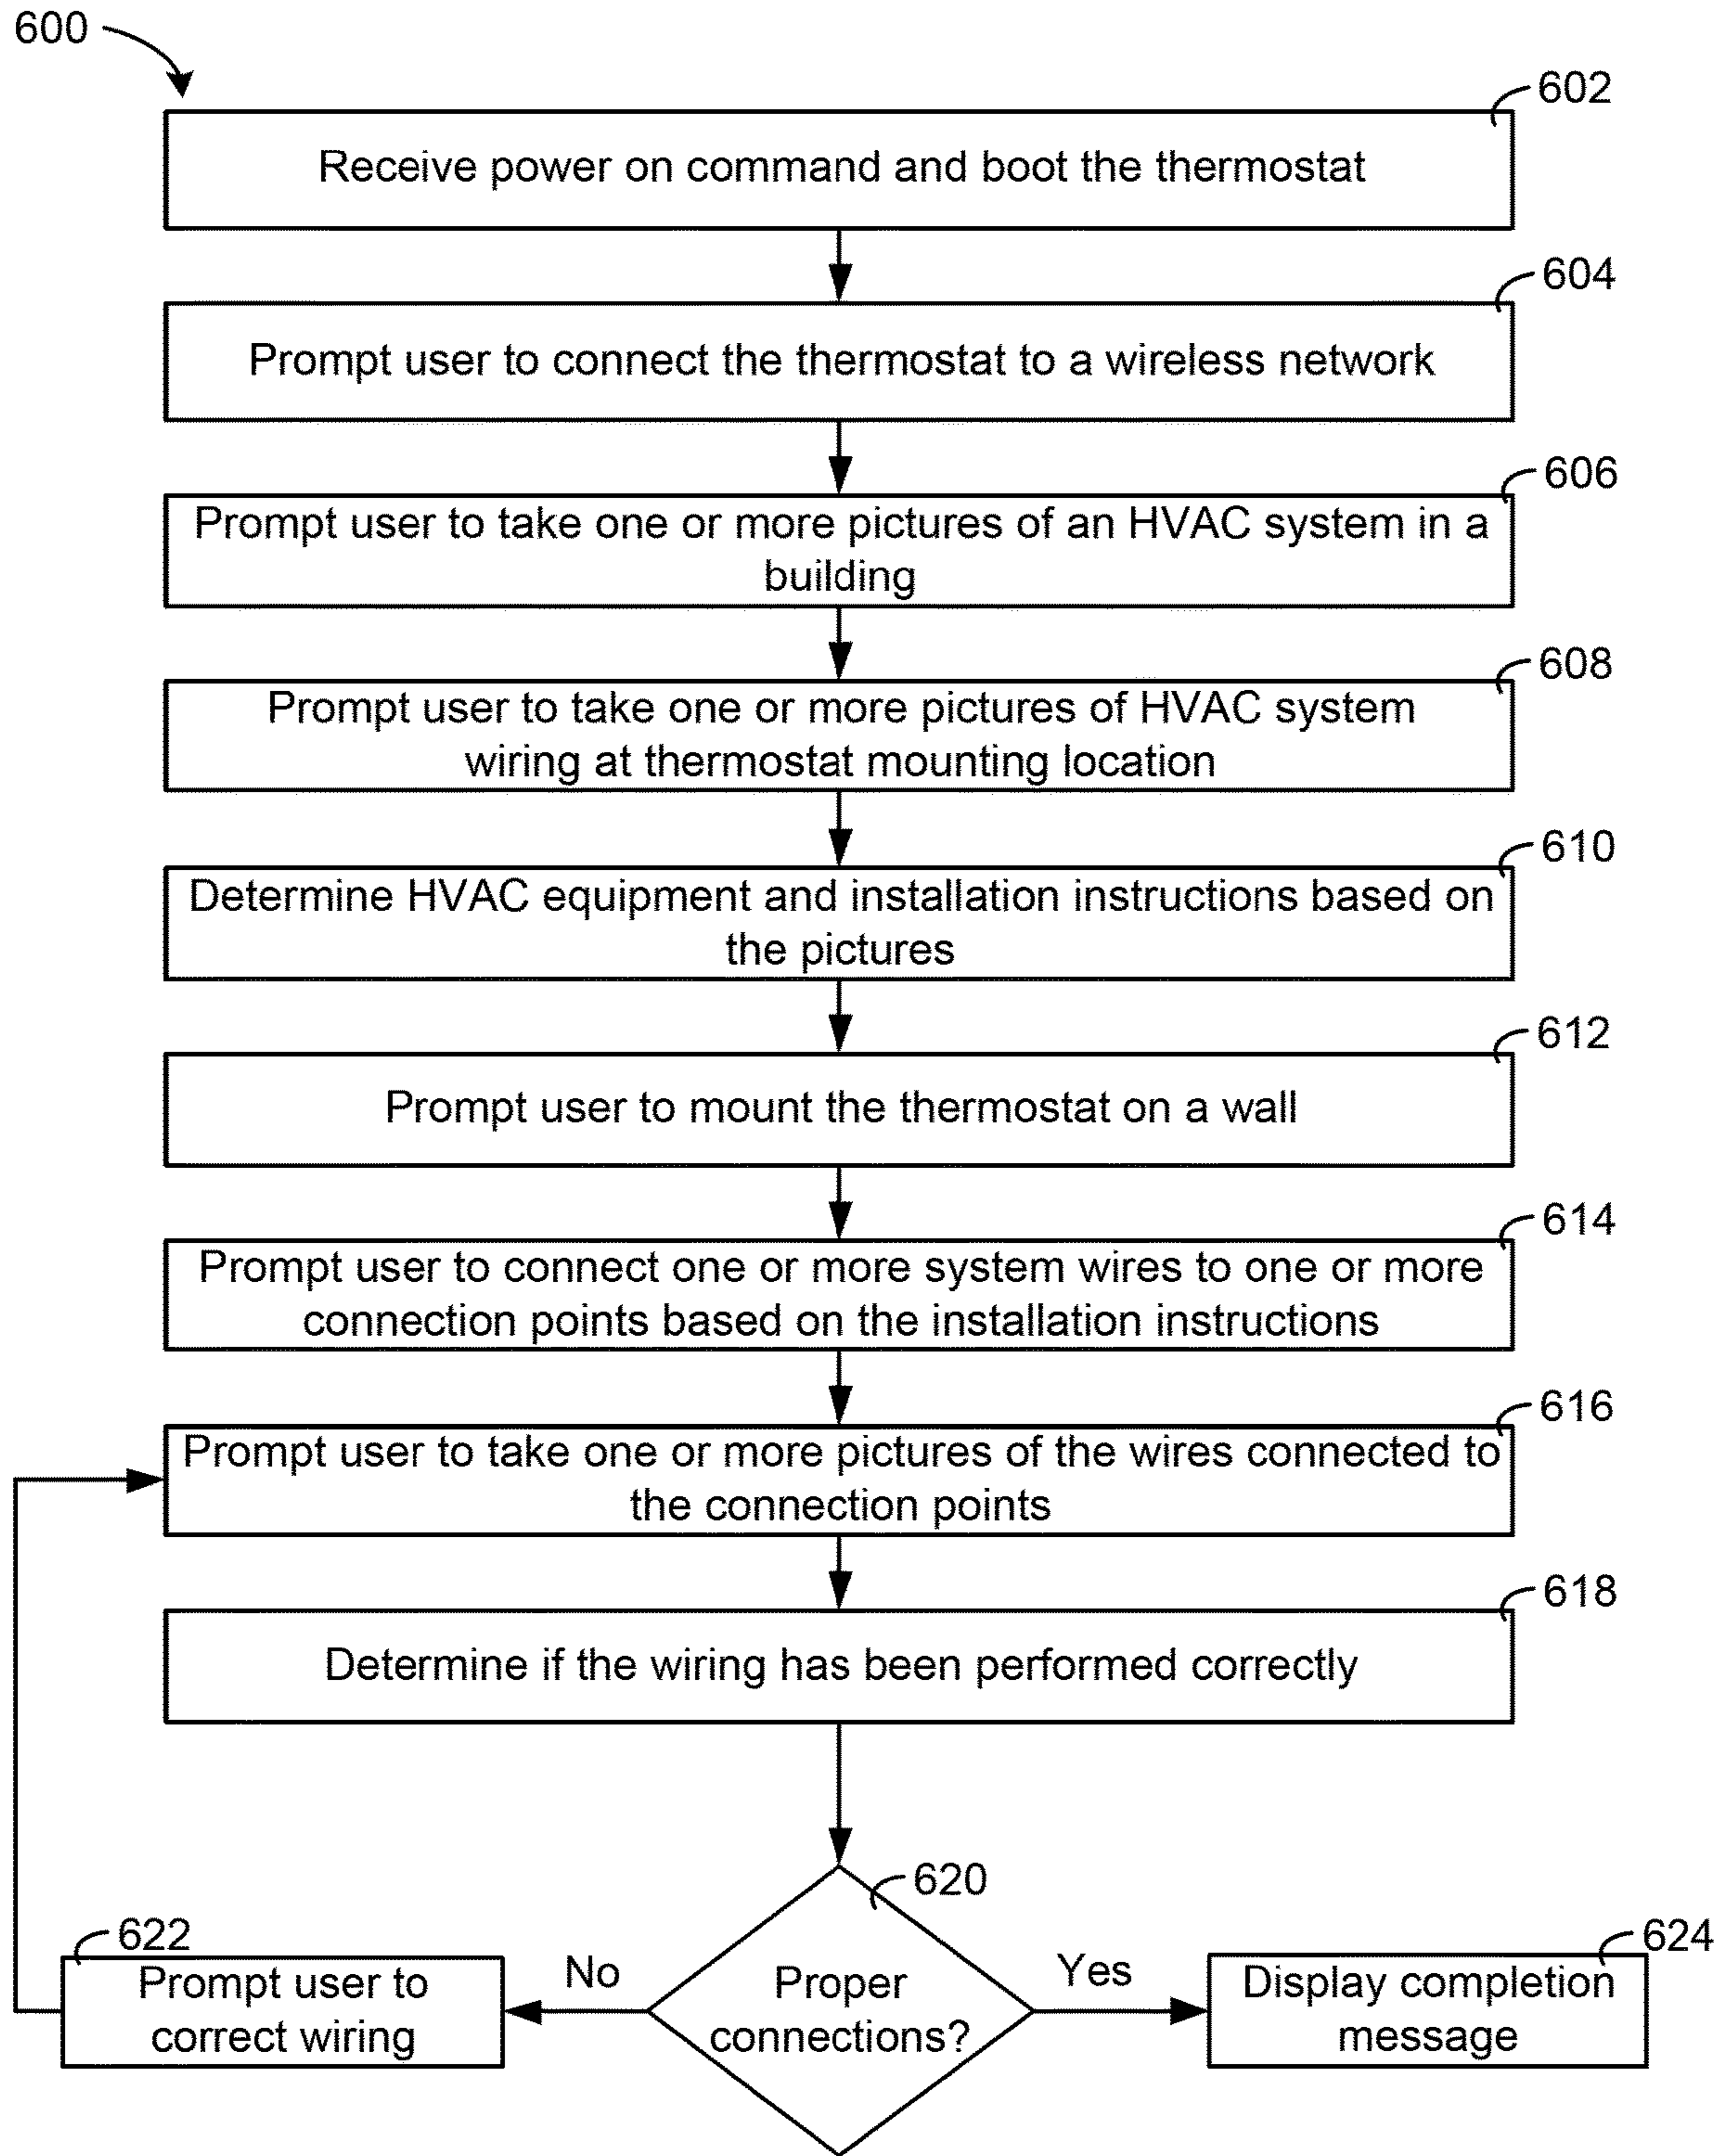 600
602
Receive power on command and boot the thermostat
604
Prompt user to connect the thermostat to a wireless network
606
Prompt user to take one or more pictures of an HVAC system in a
building
608
Prompt user to take one or more pictures of HVAC system
wiring at thermostat mounting location
610
Determine HVAC equipment and installation instructions based on
the pictures
612
Prompt user to mount the thermostat on a wall
614
Prompt user to connect one or more system wires to one or more
connection points based on the installation instructions
616
Prompt user to take one or more pictures of the wires connected to
the connection points
618
Determine if the wiring has been performed correctly
620
Proper
connections?
No
622
Prompt user to
correct wiring
Yes
624
Display completion
message